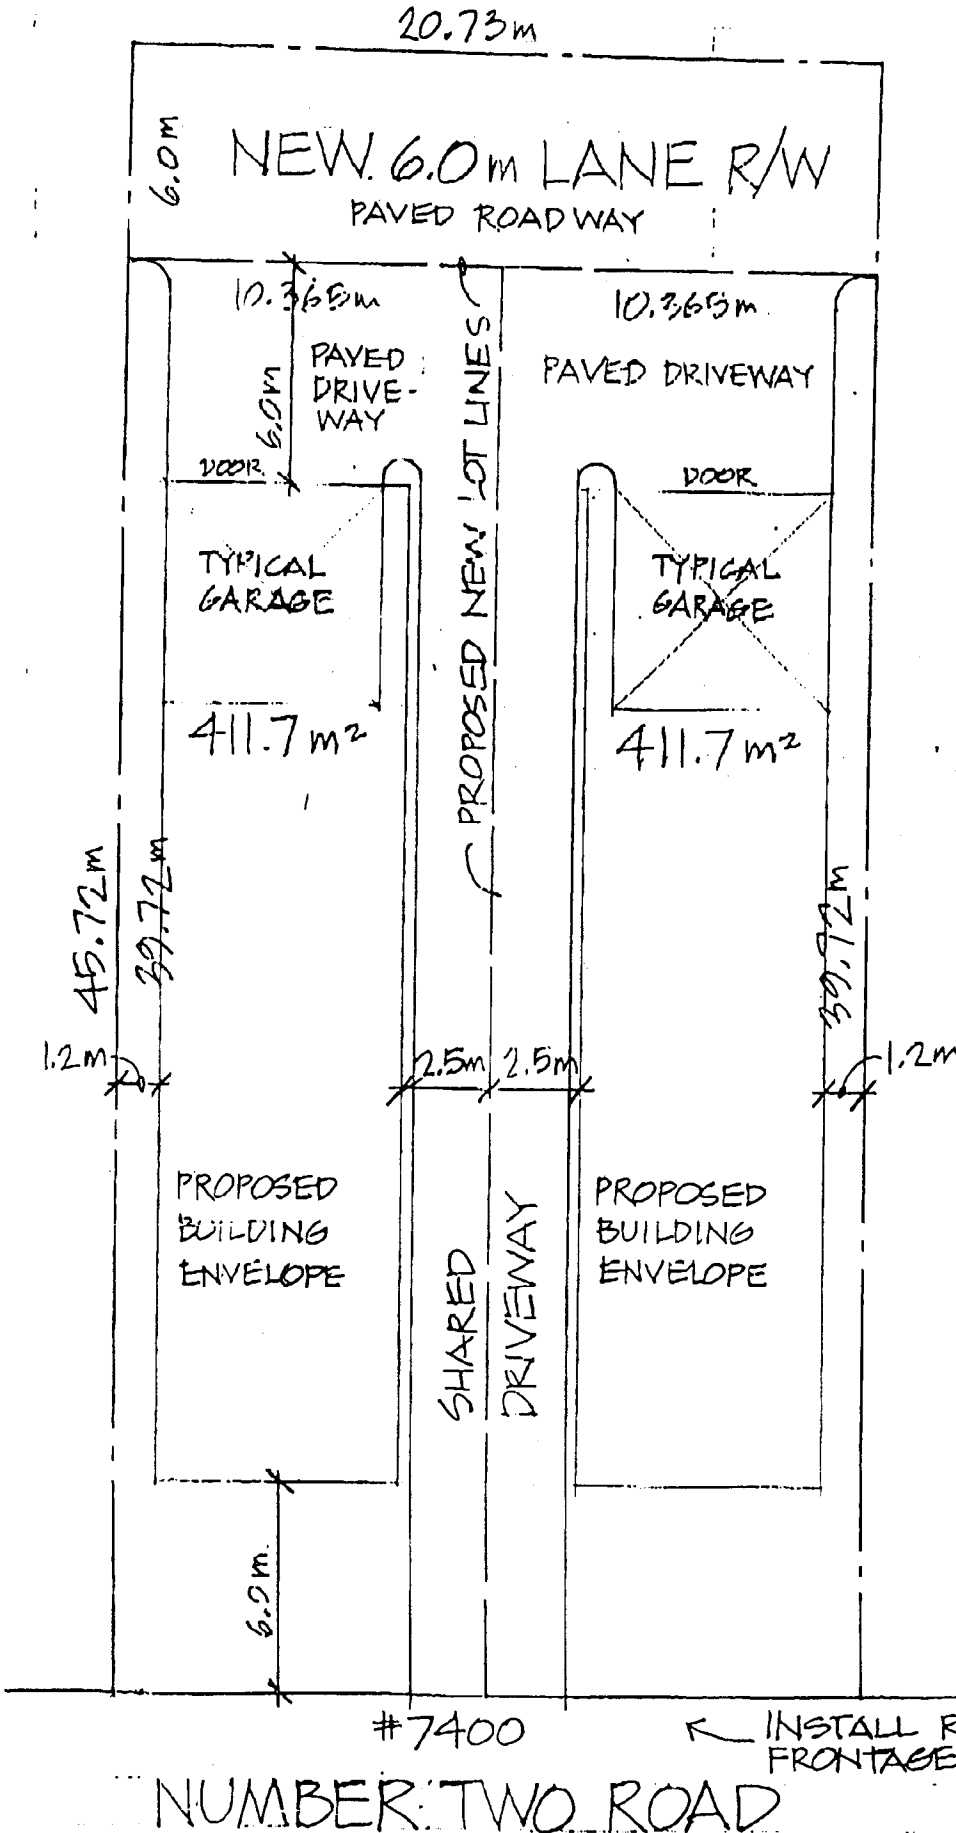 20.73m
6.0m
NEW 6.0m LANE R/W
PAVED ROADWAY
10.365m
10.365m
PAVED
DRIVE-
WAY
PAVED DRIVEWAY
6.0m
PROPOSED NEW LOT LINES
DOOR
DOOR
TYPICAL
GARAGE
TYPICAL
GARAGE
411.7m²
411.7m²
45.72m
39.72m
39.72m
1.2m
2.5m
2.5m
1.2m
PROPOSED
BUILDING
ENVELOPE
PROPOSED
BUILDING
ENVELOPE
SHARED
DRIVEWAY
6.0m
#7400
INSTALL R
FRONTAGE
NUMBER TWO ROAD